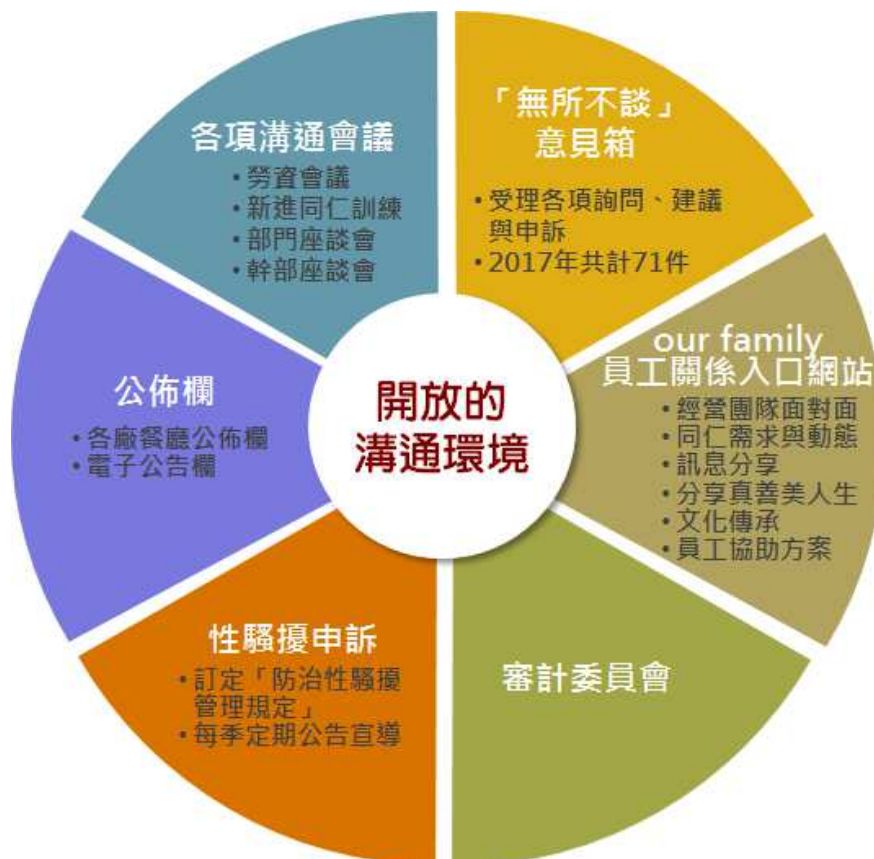 各項溝通會議
• 勞資會議
• 新進同仁訓練
• 部門座談會
• 幹部座談會
「無所不談」
意見箱
• 受理各項詢問、建議
與申訴
• 2017年共計71件
our family
員工關係入口網站
• 經營團隊面對面
• 同仁需求與動態
• 訊息分享
• 分享真善美人生
• 文化傳承
• 員工協助方案
審計委員會
性騷擾申訴
• 訂定「防治性騷擾
管理規定」
• 每季定期公告宣導
公佈欄
• 各廠餐廳公佈欄
• 電子公告欄
開放的
溝通環境